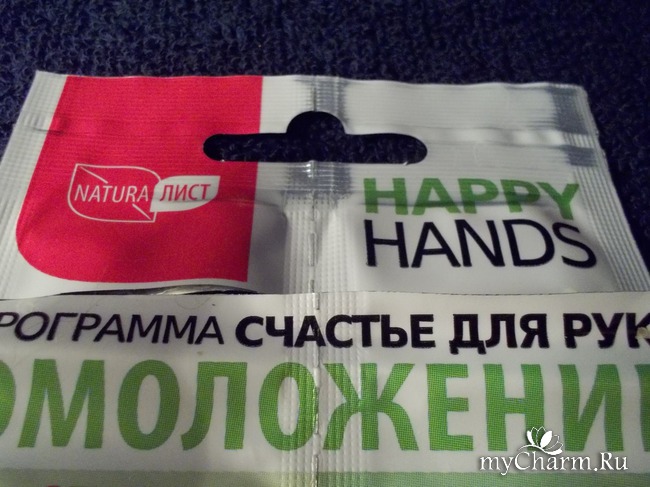 NATURA ЛИСТ
HAPPY
HANDS
РОГРАММА СЧАСТЬЕ ДЛЯ РУК
ОМОЛОЖЕНИ
myCharm.Ru